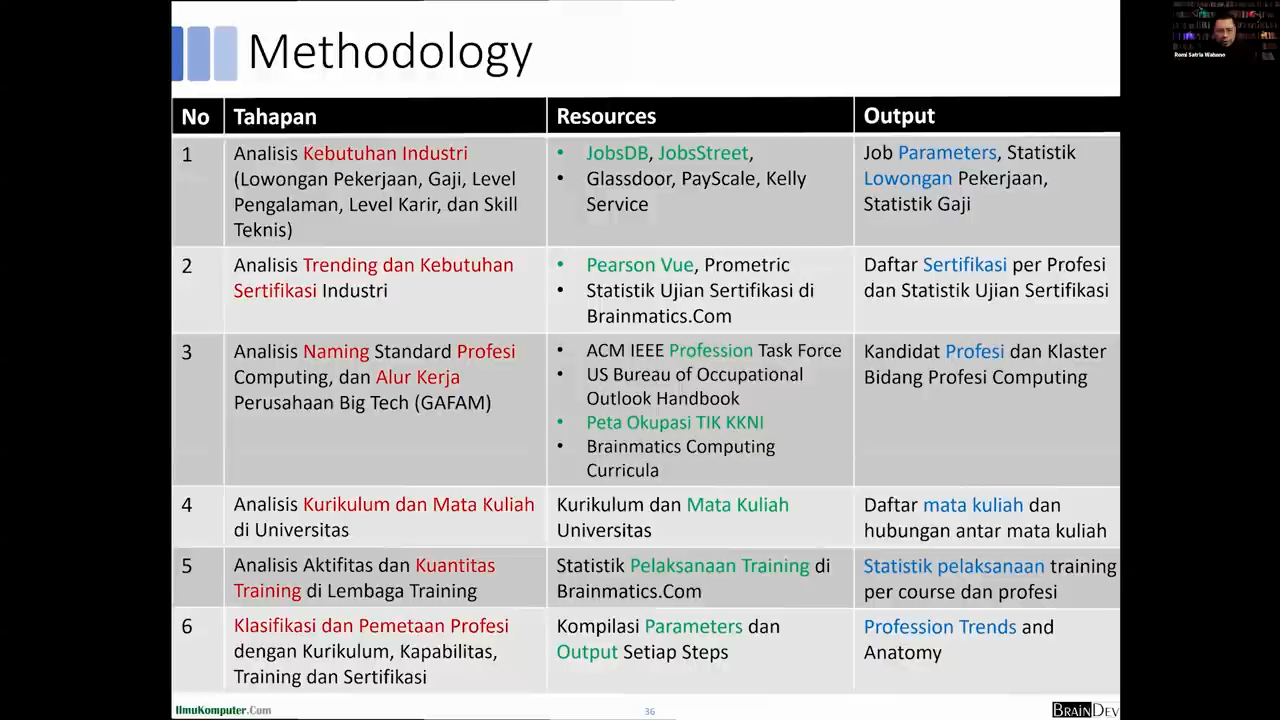 Methodology
Romi Satria Wahono
No
Tahapan
Resources
Output
1
Analisis Kebutuhan Industri
(Lowongan Pekerjaan, Gaji, Level
Pengalaman, Level Karir, dan Skill
Teknis)
• JobsDB, JobsStreet,
• Glassdoor, PayScale, Kelly
Service
Job Parameters, Statistik
Lowongan Pekerjaan,
Statistik Gaji
2
Analisis Trending dan Kebutuhan
Sertifikasi Industri
• Pearson Vue, Prometric
• Statistik Ujian Sertifikasi di
Brainmatics.Com
Daftar Sertifikasi per Profesi
dan Statistik Ujian Sertifikasi
3
Analisis Naming Standard Profesi
Computing, dan Alur Kerja
Perusahaan Big Tech (GAFAM)
• ACM IEEE Profession Task Force
• US Bureau of Occupational
Outlook Handbook
• Peta Okupasi TIK KKNI
• Brainmatics Computing
Curricula
Kandidat Profesi dan Klaster
Bidang Profesi Computing
4
Analisis Kurikulum dan Mata Kuliah
di Universitas
Kurikulum dan Mata Kuliah
Universitas
Daftar mata kuliah dan
hubungan antar mata kuliah
5
Analisis Aktifitas dan Kuantitas
Training di Lembaga Training
Statistik Pelaksanaan Training di
Brainmatics.Com
Statistik pelaksanaan training
per course dan profesi
6
Klasifikasi dan Pemetaan Profesi
dengan Kurikulum, Kapabilitas,
Training dan Sertifikasi
Kompilasi Parameters dan
Output Setiap Steps
Profession Trends and
Anatomy
IlmuKomputer.Com
36
BRAINDEV